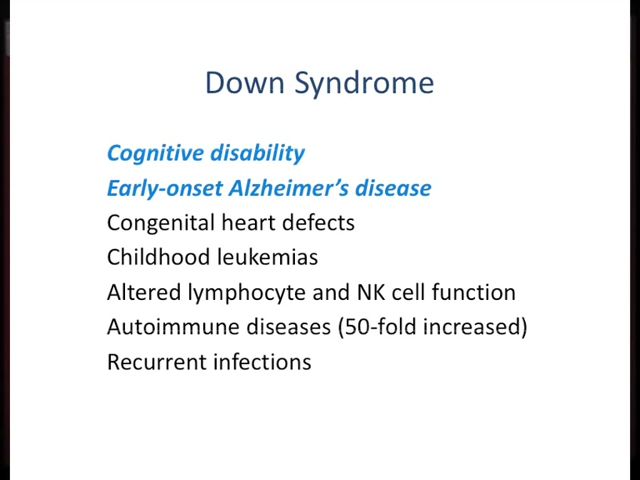 Down Syndrome
Cognitive disability
Early-onset Alzheimer’s disease
Congenital heart defects
Childhood leukemias
Altered lymphocyte and NK cell function
Autoimmune diseases (50-fold increased)
Recurrent infections